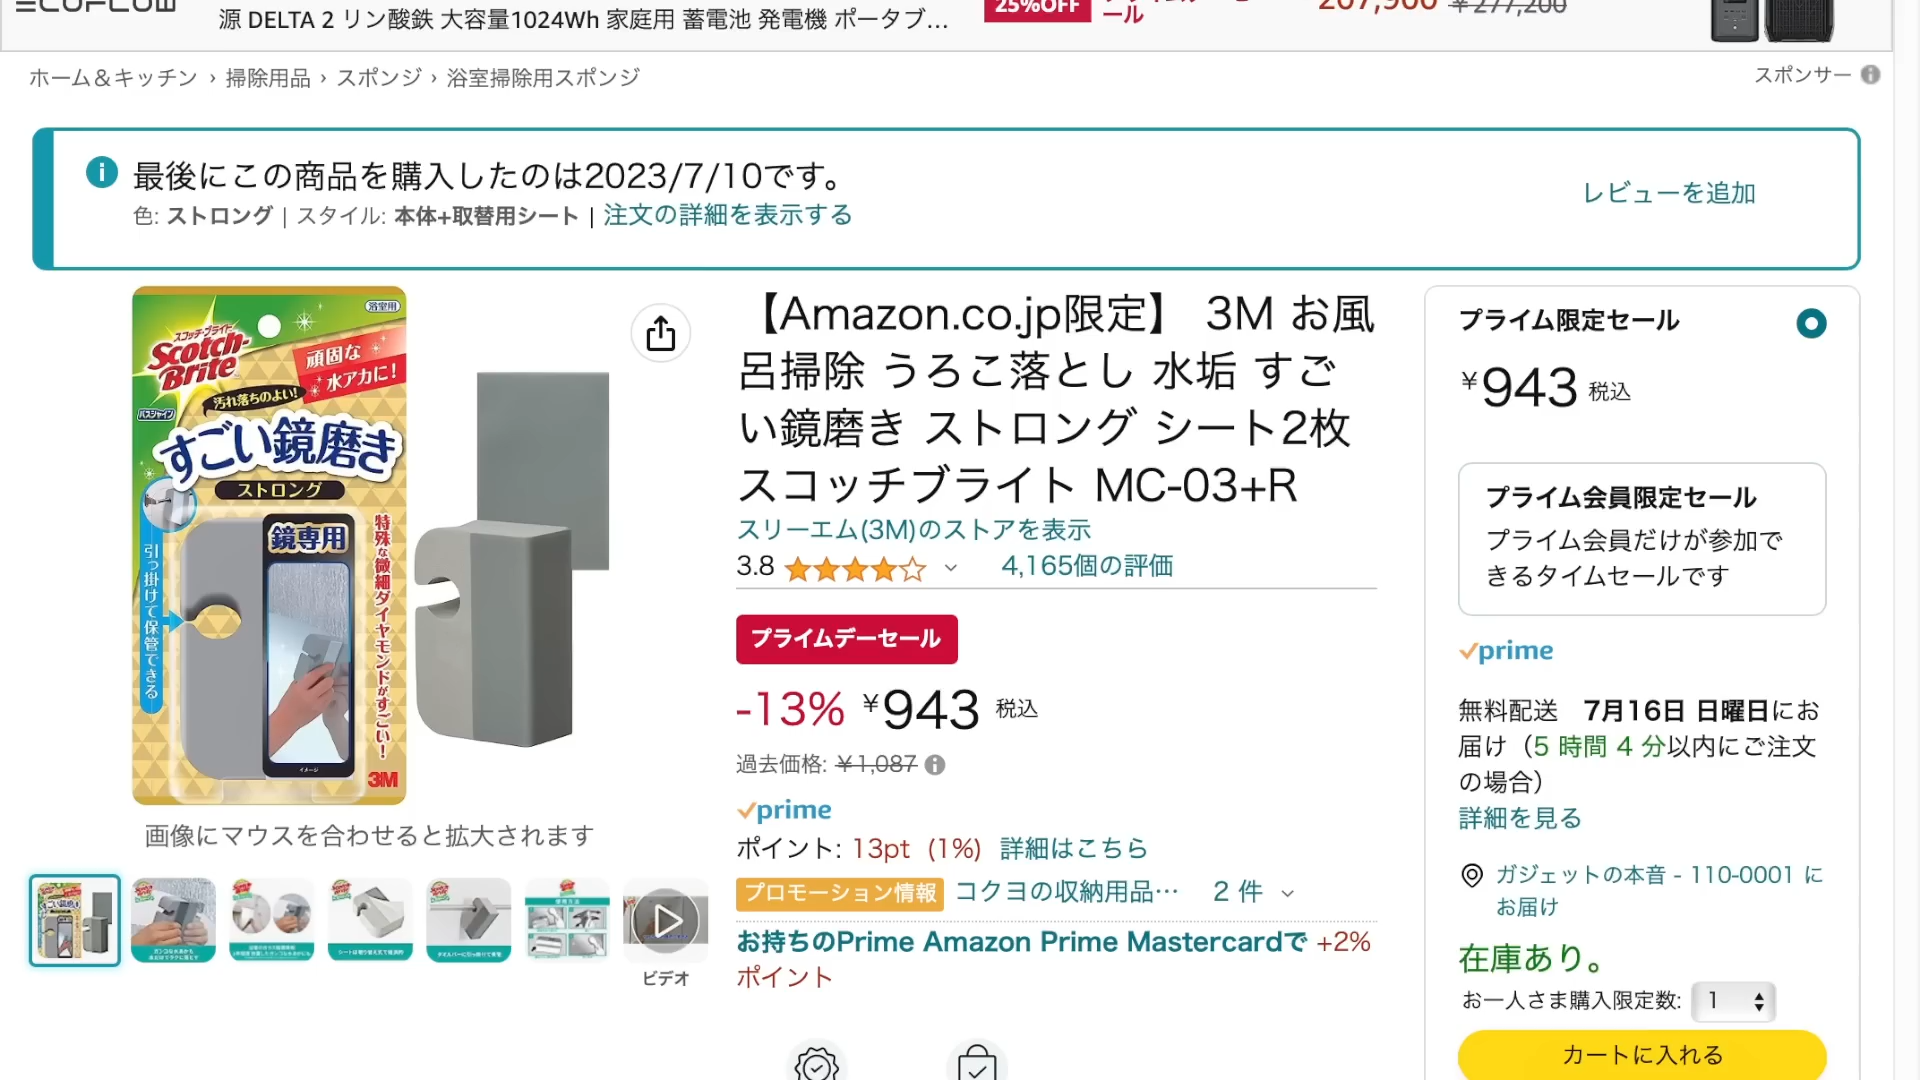 源 DELTA 2 リン酸鉄 大容量1024Wh 家庭用 蓄電池 発電機 ポータブ…
25%OFF
ール
￥277,200
ホーム＆キッチン › 掃除用品 › スポンジ › 浴室掃除用スポンジ
スポンサー
最後にこの商品を購入したのは2023/7/10です。
色: ストロング | スタイル: 本体+取替用シート | 注文の詳細を表示する
レビューを追加
浴室用
スコッチ・ブライト
Scotch-
Brite
頑固な
水アカに!
汚れ落ちのよい!
バスシャイン
すごい鏡磨き
ストロング
鏡専用
引っ掛けて保管できる
特殊な微細ダイヤモンドがすごい!
イメージ
3M
画像にマウスを合わせると拡大されます
ビデオ
【Amazon.co.jp限定】 3M お風
呂掃除 うろこ落とし 水垢 すご
い鏡磨き ストロング シート2枚
スコッチブライト MC-03+R
スリーエム(3M)のストアを表示
3.8 4,165個の評価
プライムデーセール
-13% ￥943 税込
過去価格: ￥1,087
prime
ポイント: 13pt (1%) 詳細はこちら
プロモーション情報 コクヨの収納用品… 2 件
お持ちのPrime Amazon Prime Mastercardで +2%
ポイント
プライム限定セール
￥943 税込
プライム会員限定セール
プライム会員だけが参加で
きるタイムセールです
prime
無料配送 7月16日 日曜日にお
届け（5 時間 4 分以内にご注文
の場合）
詳細を見る
ガジェットの本音 - 110-0001 に
お届け
在庫あり。
お一人さま購入限定数: 1
カートに入れる